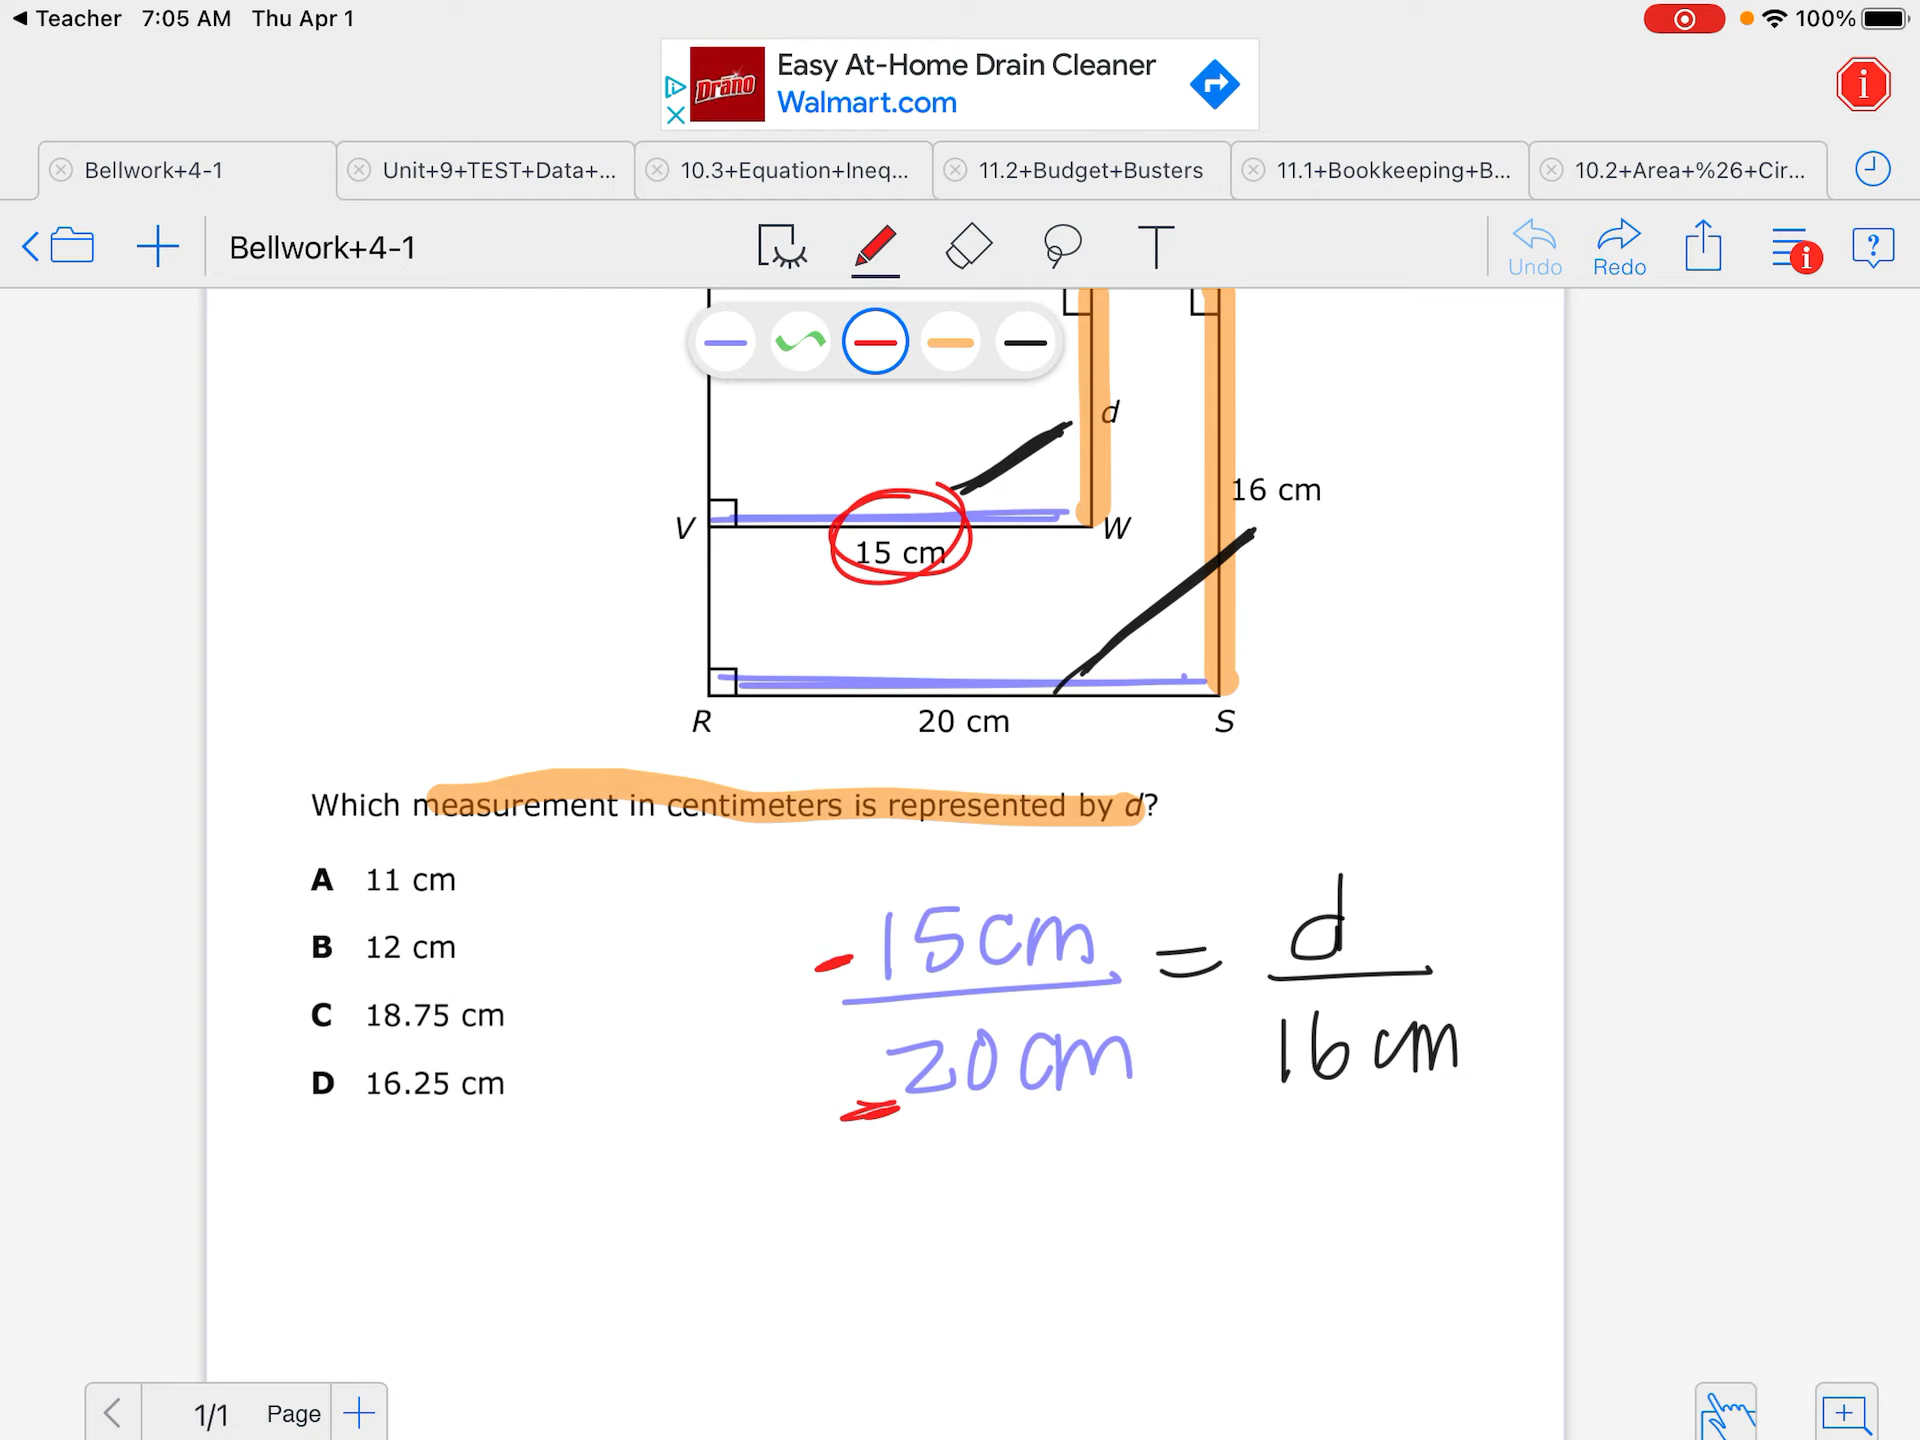 Teacher 7:05 AM Thu Apr 1 100%
Drano Easy At-Home Drain Cleaner
Walmart.com
Bellwork+4-1 Unit+9+TEST+Data+... 10.3+Equation+Ineq... 11.2+Budget+Busters 11.1+Bookkeeping+B... 10.2+Area+%26+Cir...
Bellwork+4-1 T Undo Redo
d
16 cm
V W
15 cm
R 20 cm S
Which measurement in centimeters is represented by d?
A 11 cm
B 12 cm
C 18.75 cm
D 16.25 cm
15cm = d
20cm 16cm
1/1 Page